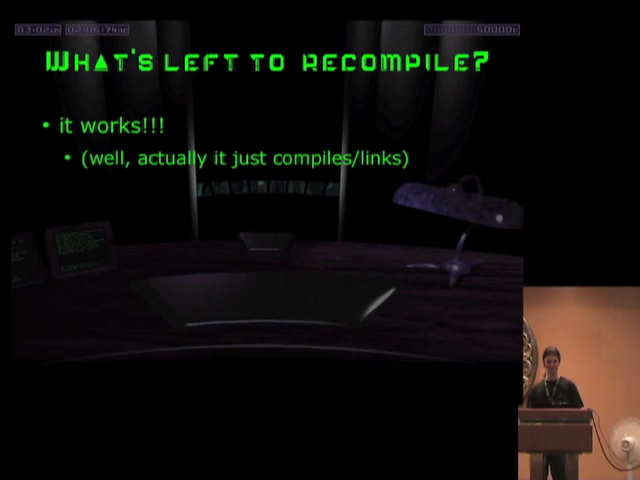 What's left to recompile?
• it works!!!
• (well, actually it just compiles/links)